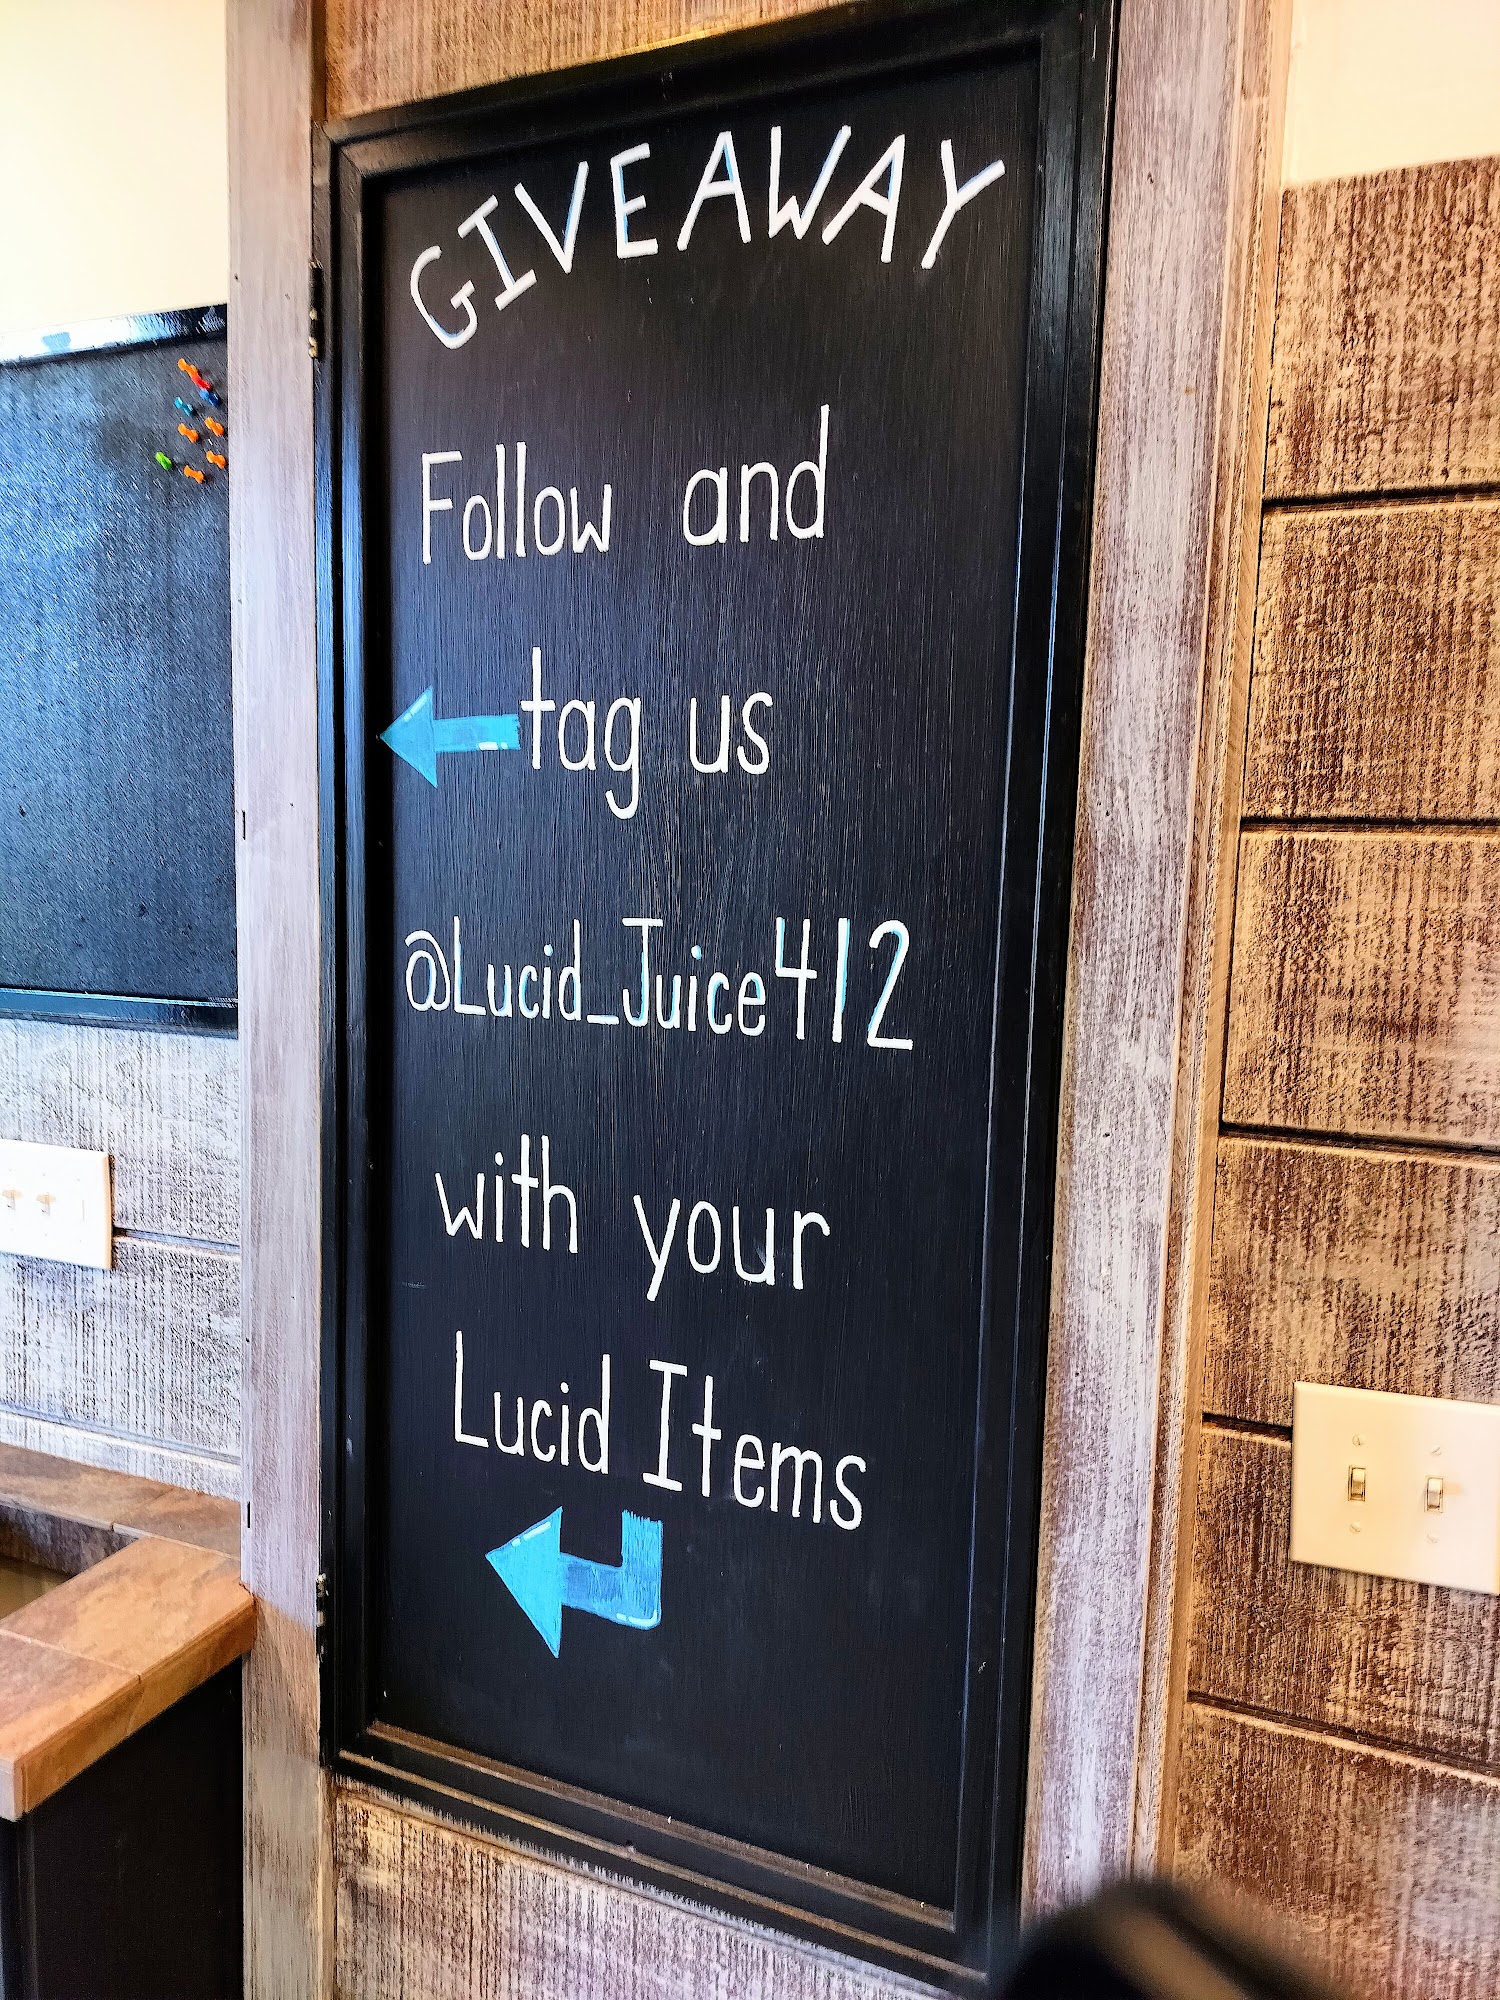 GIVEAWAY
Follow and
tag us
@Lucid_Juice412
with your
Lucid Items